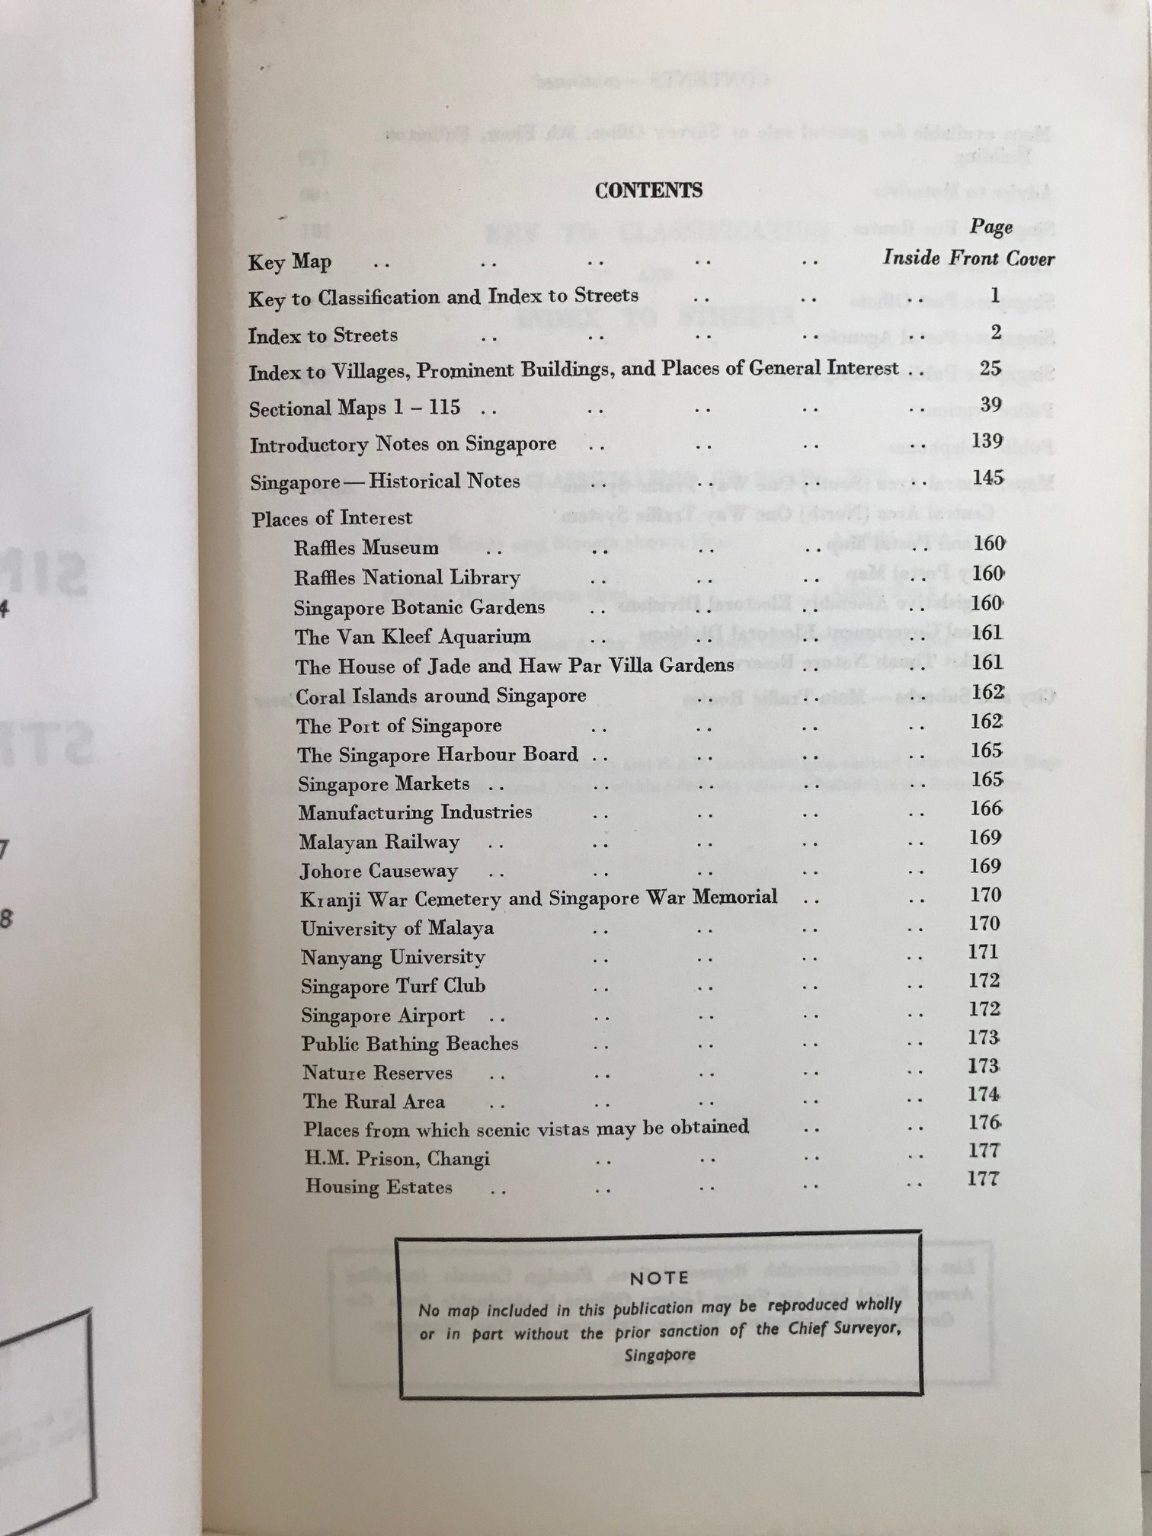 CONTENTS
Page
Key Map .. .. .. .. .. Inside Front Cover
Key to Classification and Index to Streets .. .. .. 1
Index to Streets .. .. .. .. .. 2
Index to Villages, Prominent Buildings, and Places of General Interest .. 25
Sectional Maps 1 – 115 .. .. .. .. .. 39
Introductory Notes on Singapore .. .. .. .. 139
Singapore — Historical Notes .. .. .. .. 145
Places of Interest
Raffles Museum .. .. .. .. .. 160
Raffles National Library .. .. .. .. 160
Singapore Botanic Gardens .. .. .. .. 160
The Van Kleef Aquarium .. .. .. .. 161
The House of Jade and Haw Par Villa Gardens .. .. 161
Coral Islands around Singapore .. .. .. 162
The Port of Singapore .. .. .. .. 162
The Singapore Harbour Board .. .. .. .. 165
Singapore Markets .. .. .. .. .. 165
Manufacturing Industries .. .. .. .. 166
Malayan Railway .. .. .. .. .. 169
Johore Causeway .. .. .. .. .. 169
Kranji War Cemetery and Singapore War Memorial .. .. 170
University of Malaya .. .. .. .. 170
Nanyang University .. .. .. .. 171
Singapore Turf Club .. .. .. .. 172
Singapore Airport .. .. .. .. .. 172
Public Bathing Beaches .. .. .. .. 173
Nature Reserves .. .. .. .. .. 173
The Rural Area .. .. .. .. .. 174
Places from which scenic vistas may be obtained .. .. 176
H.M. Prison, Changi .. .. .. .. 177
Housing Estates .. .. .. .. .. 177
NOTE
No map included in this publication may be reproduced wholly
or in part without the prior sanction of the Chief Surveyor,
Singapore
4
7
8